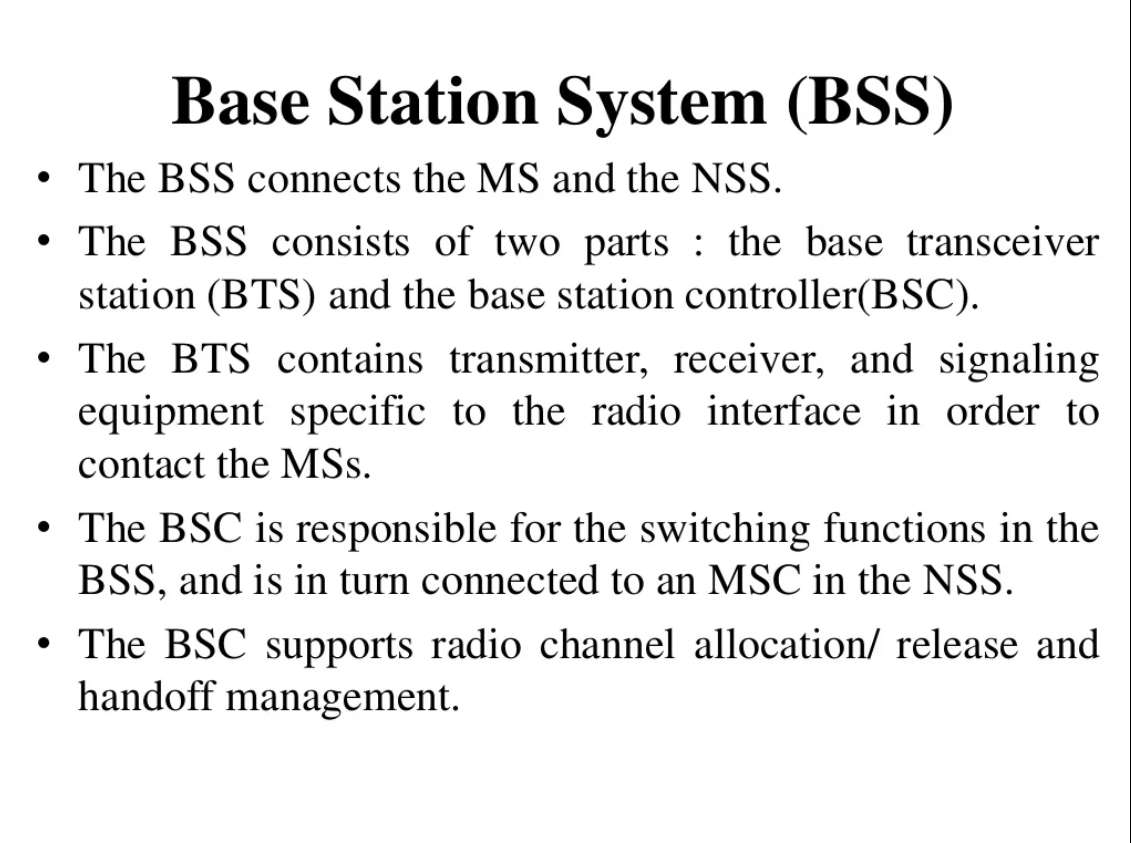 Base Station System (BSS)
• The BSS connects the MS and the NSS.
• The BSS consists of two parts : the base transceiver
station (BTS) and the base station controller(BSC).
• The BTS contains transmitter, receiver, and signaling
equipment specific to the radio interface in order to
contact the MSs.
• The BSC is responsible for the switching functions in the
BSS, and is in turn connected to an MSC in the NSS.
• The BSC supports radio channel allocation/ release and
handoff management.